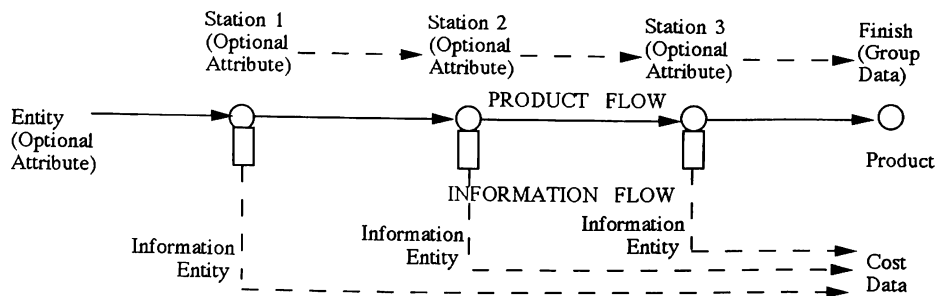 Station 1
(Optional
Attribute)
Station 2
(Optional
Attribute)
Station 3
(Optional
Attribute)
Finish
(Group
Data)
Entity
(Optional
Attribute)
PRODUCT FLOW
Product
INFORMATION FLOW
Information
Entity
Information
Entity
Information
Entity
Cost
Data